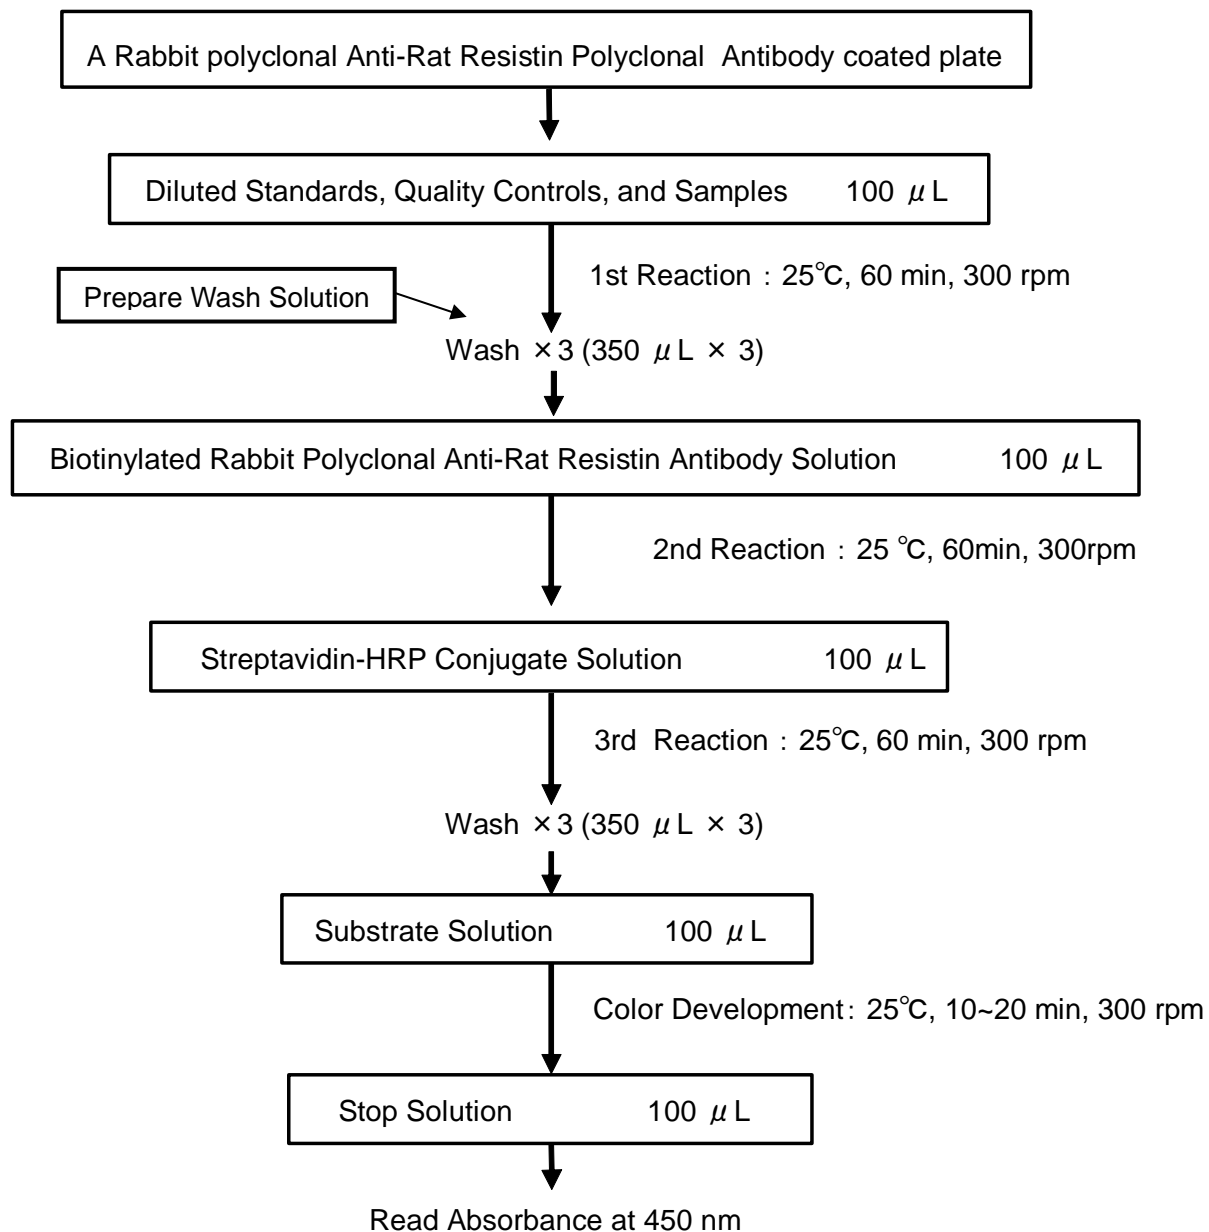 A Rabbit polyclonal Anti-Rat Resistin Polyclonal Antibody coated plate
Diluted Standards, Quality Controls, and Samples 100 μL
1st Reaction：25℃, 60 min, 300 rpm
Prepare Wash Solution
Wash ×3 (350 μL × 3)
Biotinylated Rabbit Polyclonal Anti-Rat Resistin Antibody Solution 100 μL
2nd Reaction：25 ℃, 60min, 300rpm
Streptavidin-HRP Conjugate Solution 100 μL
3rd Reaction：25℃, 60 min, 300 rpm
Wash ×3 (350 μL × 3)
Substrate Solution 100 μL
Color Development：25℃, 10~20 min, 300 rpm
Stop Solution 100 μL
Read Absorbance at 450 nm